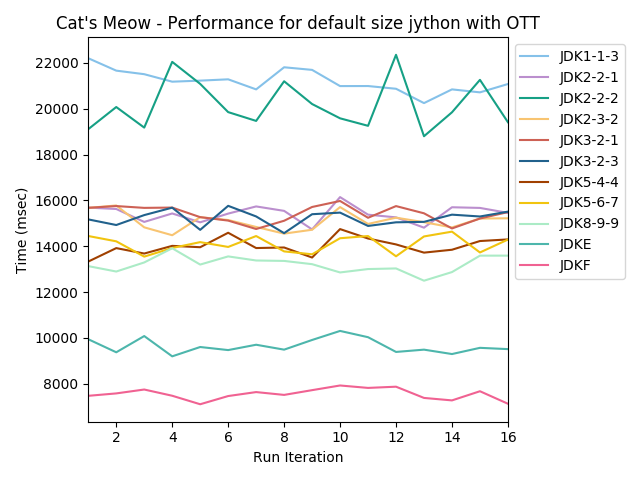 Cat's Meow - Performance for default size jython with OTT
Time (msec)
22000
20000
18000
16000
14000
12000
10000
8000
2 4 6 8 10 12 14 16
Run Iteration
JDK1-1-3
JDK2-2-1
JDK2-2-2
JDK2-3-2
JDK3-2-1
JDK3-2-3
JDK5-4-4
JDK5-6-7
JDK8-9-9
JDKE
JDKF